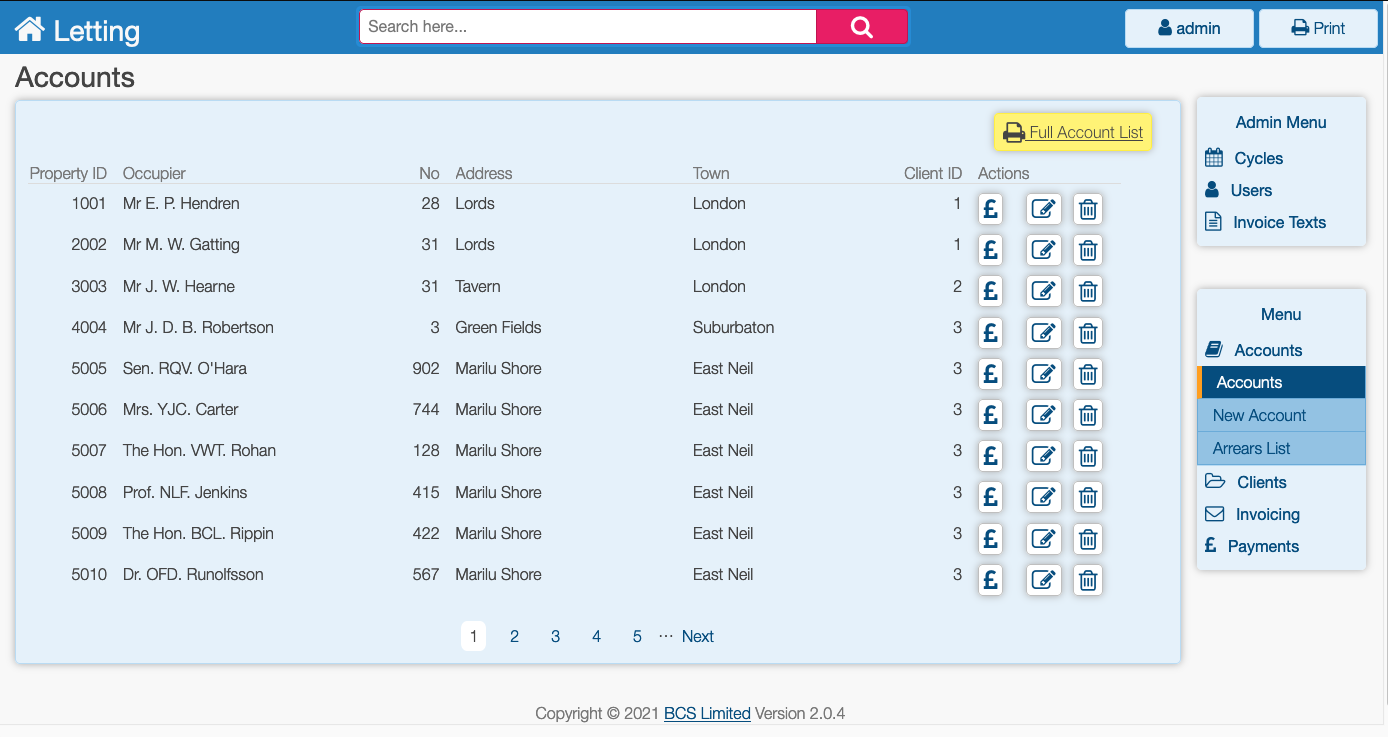 Letting
Search here...
admin
Print
Accounts
Full Account List
Property ID Occupier No Address Town Client ID Actions
1001 Mr E. P. Hendren 28 Lords London 1 £
2002 Mr M. W. Gatting 31 Lords London 1 £
3003 Mr J. W. Hearne 31 Tavern London 2 £
4004 Mr J. D. B. Robertson 3 Green Fields Suburbaton 3 £
5005 Sen. RQV. O'Hara 902 Marilu Shore East Neil 3 £
5006 Mrs. YJC. Carter 744 Marilu Shore East Neil 3 £
5007 The Hon. VWT. Rohan 128 Marilu Shore East Neil 3 £
5008 Prof. NLF. Jenkins 415 Marilu Shore East Neil 3 £
5009 The Hon. BCL. Rippin 422 Marilu Shore East Neil 3 £
5010 Dr. OFD. Runolfsson 567 Marilu Shore East Neil 3 £
1 2 3 4 5 ... Next
Admin Menu
Cycles
Users
Invoice Texts
Menu
Accounts
Accounts
New Account
Arrears List
Clients
Invoicing
£ Payments
Copyright © 2021 BCS Limited Version 2.0.4